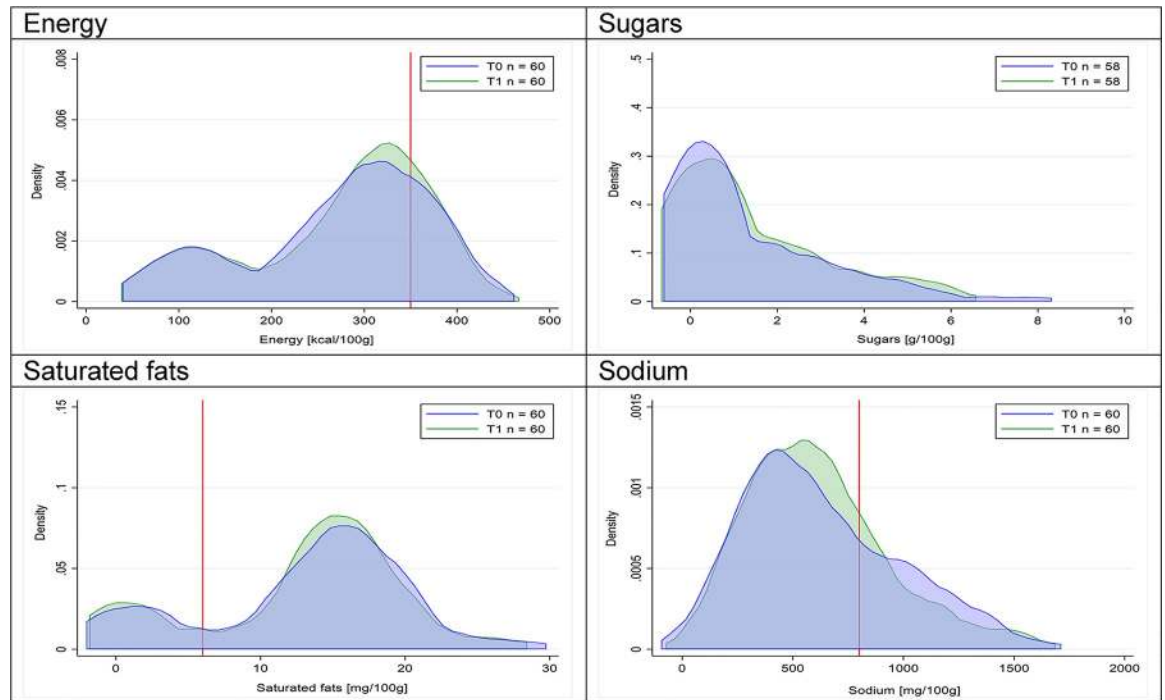 Energy
.008
.006
.004
.002
0
Density
T0 n = 60
T1 n = 60
0 100 200 300 400 500
Energy [kcal/100g]
Sugars
.5
.4
.3
.2
.1
0
Density
T0 n = 58
T1 n = 58
0 2 4 6 8 10
Sugars [g/100g]
Saturated fats
.15
.1
.05
0
Density
T0 n = 60
T1 n = 60
0 10 20 30
Saturated fats [mg/100g]
Sodium
.0015
.001
.0005
0
Density
T0 n = 60
T1 n = 60
0 500 1000 1500 2000
Sodium [mg/100g]